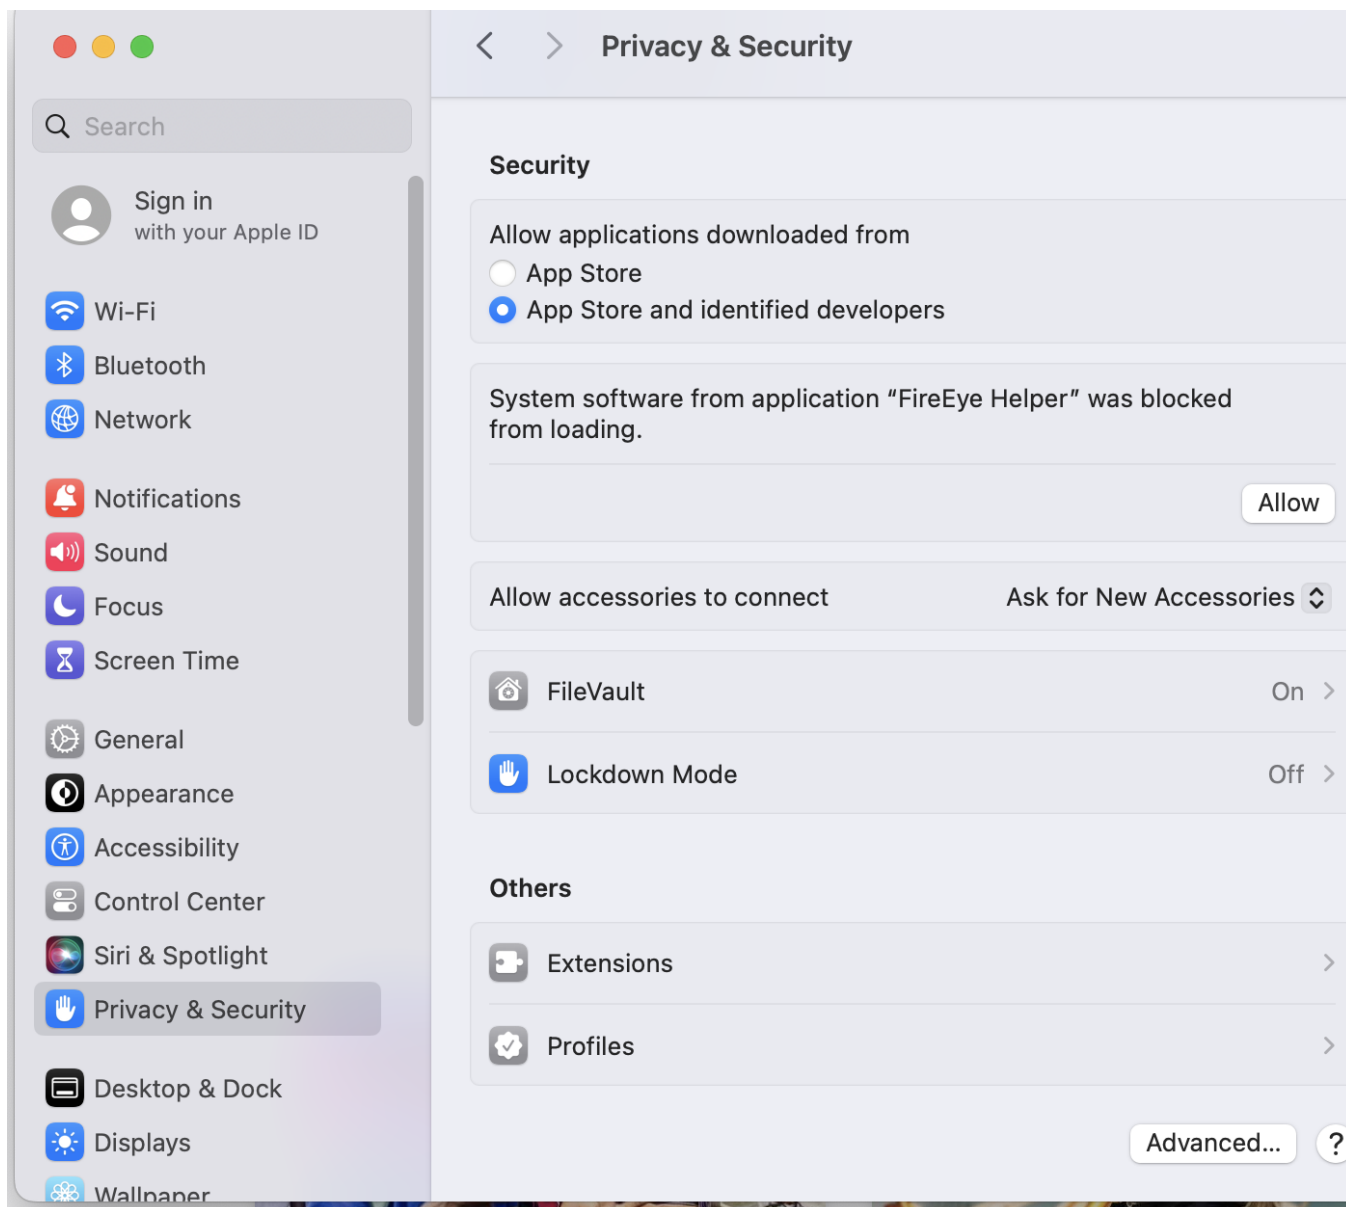 Privacy & Security
Search
Sign in
with your Apple ID
Wi-Fi
Bluetooth
Network
Notifications
Sound
Focus
Screen Time
General
Appearance
Accessibility
Control Center
Siri & Spotlight
Privacy & Security
Desktop & Dock
Displays
Wallpaper
Security
Allow applications downloaded from
App Store
App Store and identified developers
System software from application “FireEye Helper” was blocked
from loading.
Allow
Allow accessories to connect
Ask for New Accessories
FileVault
On
Lockdown Mode
Off
Others
Extensions
Profiles
Advanced...
?